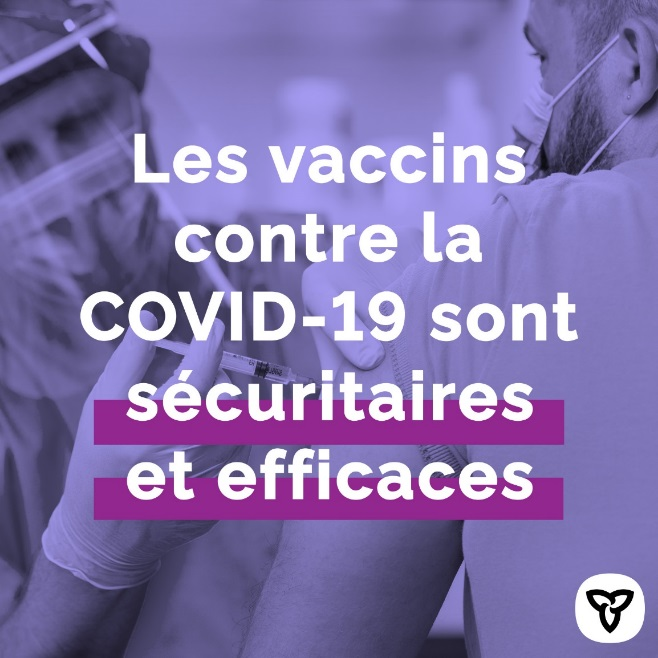 Les vaccins
contre la
COVID-19 sont
sécuritaires
et efficaces